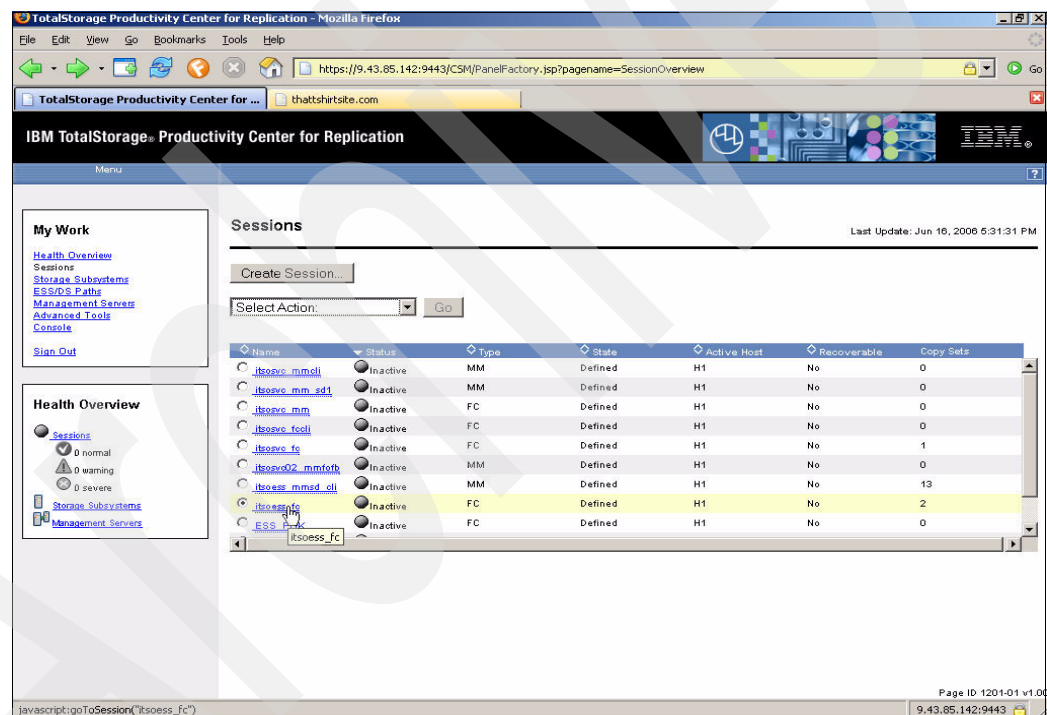 TotalStorage Productivity Center for Replication - Mozilla Firefox
File Edit View Go Bookmarks Tools Help
https://9.43.85.142:9443/CSM/PanelFactory.jsp?pagename=SessionOverview
Go
TotalStorage Productivity Center for ...
thattshirtsite.com
IBM TotalStorage® Productivity Center for Replication
IBM®
Menu
?
My Work
Health Overview
Sessions
Storage Subsystems
ESS/DS Paths
Management Servers
Advanced Tools
Console
Sign Out
Health Overview
Sessions
0 normal
0 warning
0 severe
Storage Subsystems
Management Servers
Sessions
Last Update: Jun 16, 2006 5:31:31 PM
Create Session...
Select Action:
Go
Name Status Type State Active Host Recoverable Copy Sets
itsosvc_mmcli Inactive MM Defined H1 No 0
itsosvc_mm_sd1 Inactive MM Defined H1 No 0
itsosvc_mm Inactive FC Defined H1 No 0
itsosvc_fccli Inactive FC Defined H1 No 0
itsosvc_fc Inactive FC Defined H1 No 1
itsosvc02_mmfofb Inactive MM Defined H1 No 0
itsoess_mmsd_cli Inactive MM Defined H1 No 13
itsoess_fc Inactive FC Defined H1 No 2
ESS Inactive FC Defined H1 No 0
itsoess_fc
Page ID 1201-01 v1.00
javascript:goToSession("itsoess_fc")
9.43.85.142:9443